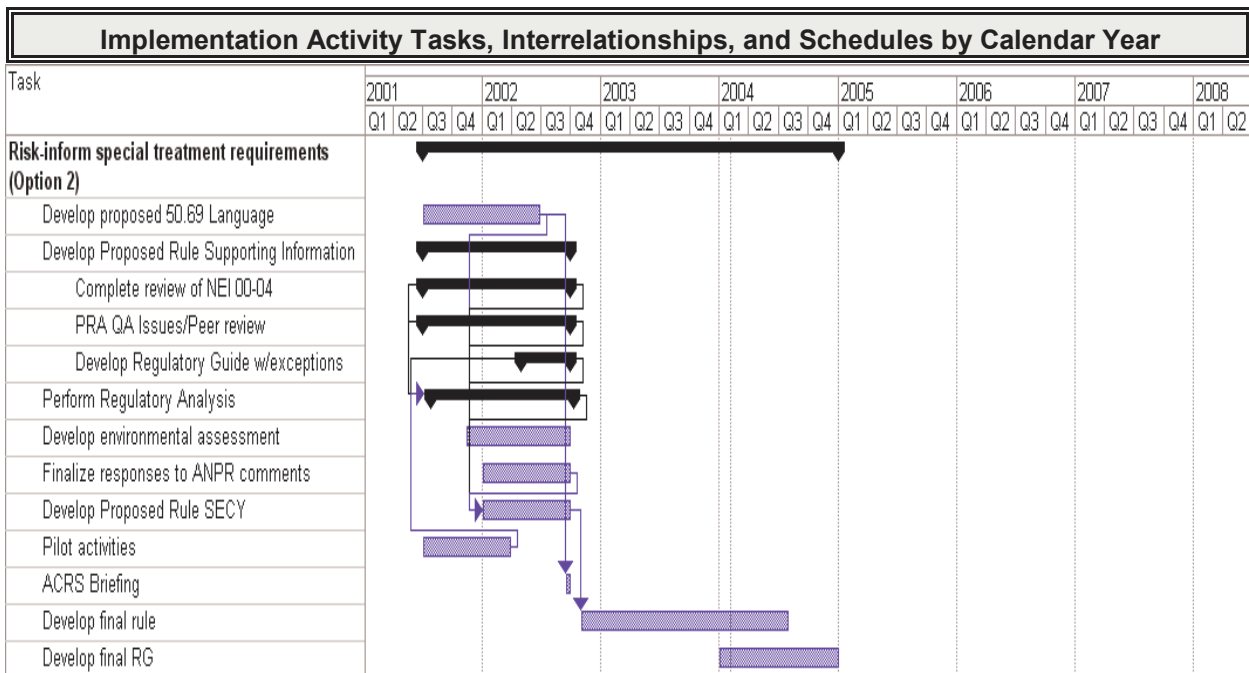 Implementation Activity Tasks, Interrelationships, and Schedules by Calendar Year
Task
2001 2002 2003 2004 2005 2006 2007 2008
Q1 Q2 Q3 Q4 Q1 Q2 Q3 Q4 Q1 Q2 Q3 Q4 Q1 Q2 Q3 Q4 Q1 Q2 Q3 Q4 Q1 Q2 Q3 Q4 Q1 Q2 Q3 Q4 Q1 Q2
Risk-inform special treatment requirements
(Option 2)
Develop proposed 50.69 Language
Develop Proposed Rule Supporting Information
Complete review of NEI 00-04
PRA QA Issues/Peer review
Develop Regulatory Guide w/exceptions
Perform Regulatory Analysis
Develop environmental assessment
Finalize responses to ANPR comments
Develop Proposed Rule SECY
Pilot activities
ACRS Briefing
Develop final rule
Develop final RG